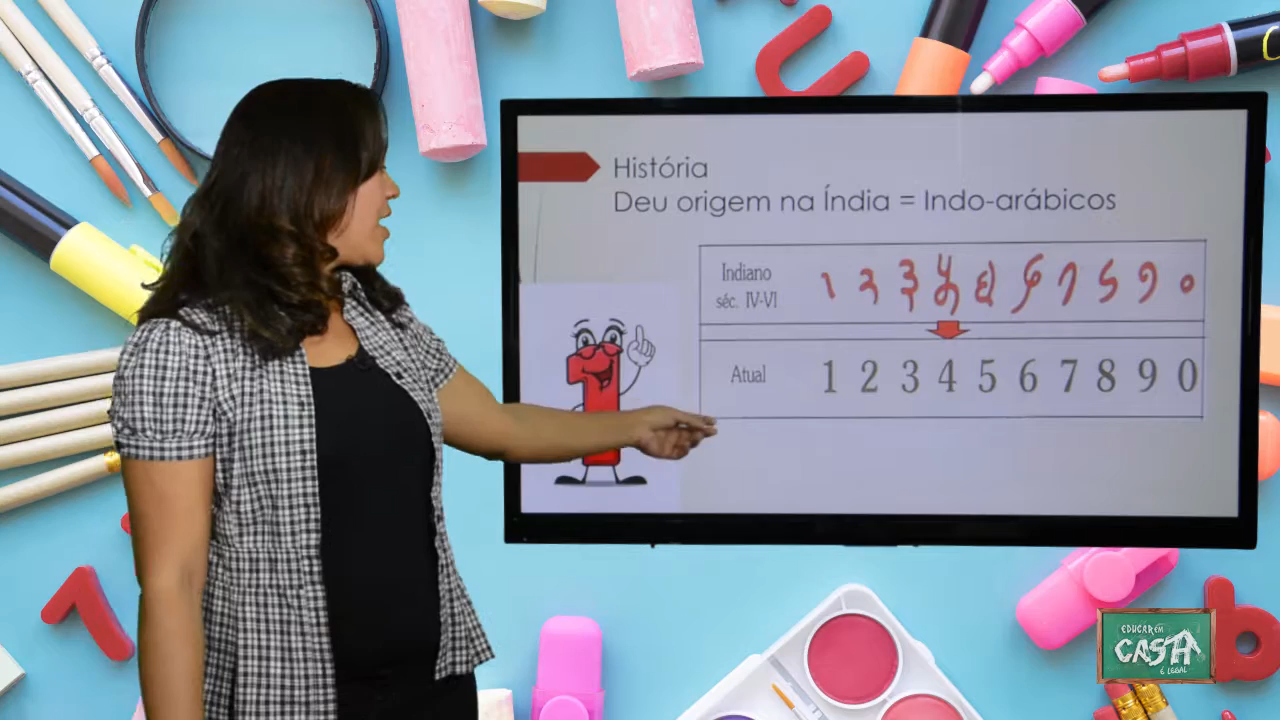 História
Deu origem na Índia = Indo-arábicos
Indiano
séc. IV-VI
Atual 1 2 3 4 5 6 7 8 9 0
EDUCAR EM
CASA
É LEGAL